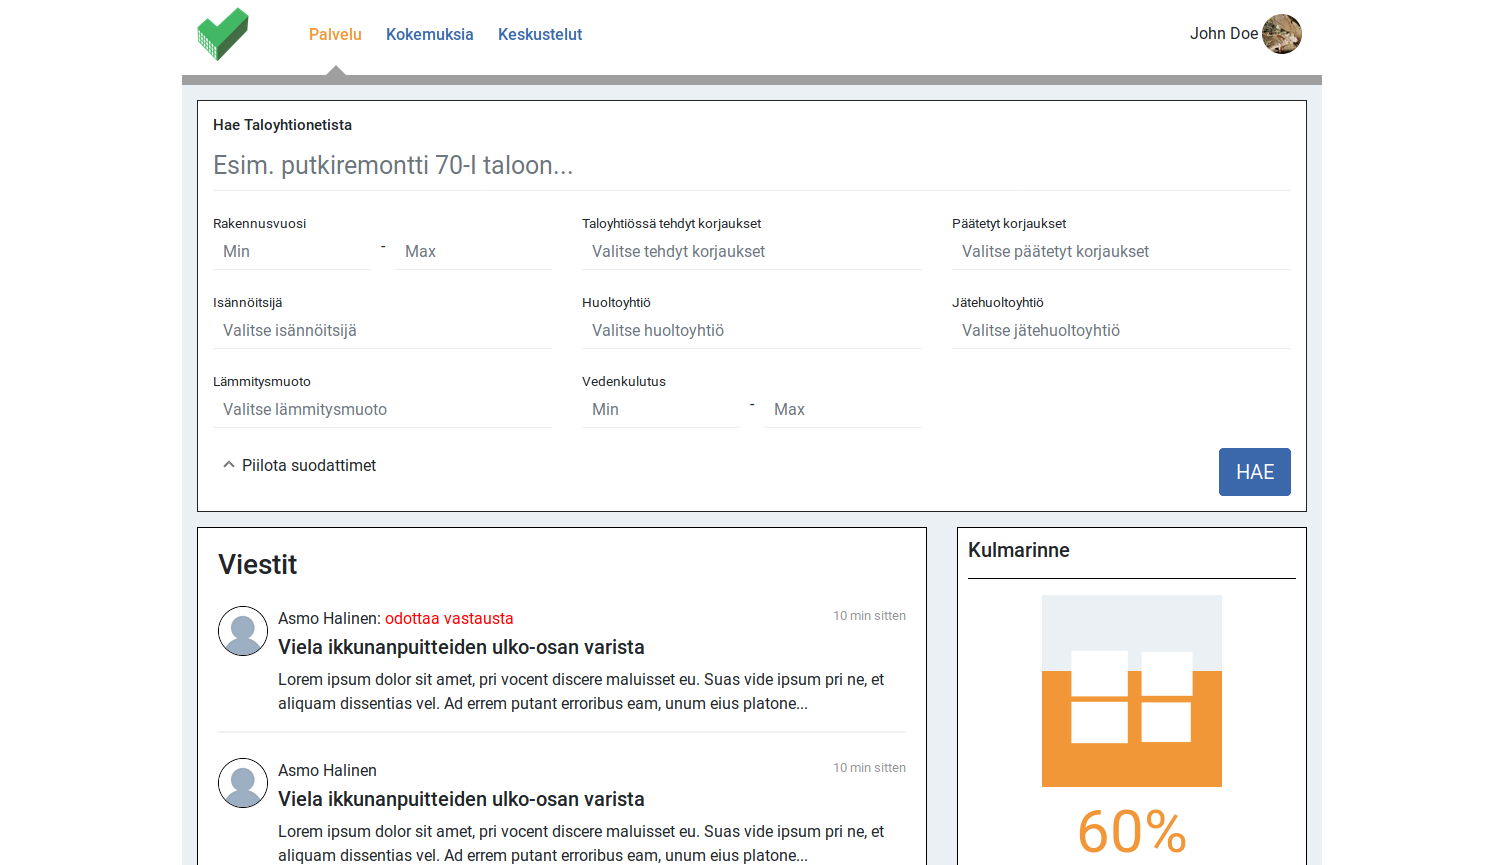 Palvelu Kokemuksia Keskustelut John Doe
Hae Taloyhtionetista
Esim. putkiremontti 70-l taloon...
Rakennusvuosi Taloyhtiössä tehdyt korjaukset Päätetyt korjaukset
Min - Max Valitse tehdyt korjaukset Valitse päätetyt korjaukset
Isännöitsijä Huoltoyhtiö Jätehuoltoyhtiö
Valitse isännöitsijä Valitse huoltoyhtiö Valitse jätehuoltoyhtiö
Lämmitysmuoto Vedenkulutus
Valitse lämmitysmuoto Min - Max
Piilota suodattimet HAE
Viestit
Asmo Halinen: odottaa vastausta 10 min sitten
Viela ikkunanpuitteiden ulko-osan varista
Lorem ipsum dolor sit amet, pri vocent discere maluisset eu. Suas vide ipsum pri ne, et
aliquam dissentias vel. Ad errem putant erroribus eam, unum eius platone...
Asmo Halinen 10 min sitten
Viela ikkunanpuitteiden ulko-osan varista
Lorem ipsum dolor sit amet, pri vocent discere maluisset eu. Suas vide ipsum pri ne, et
aliquam dissentias vel. Ad errem putant erroribus eam, unum eius platone...
Kulmarinne
60%